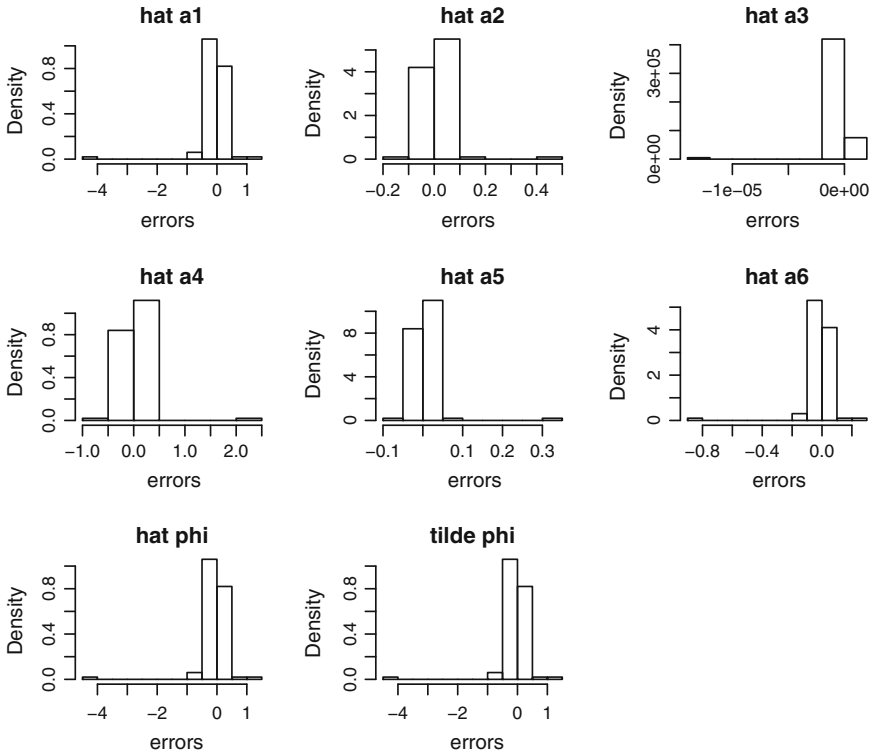 hat a1
Density
0.0 0.4 0.8
−4 −2 0 1
errors
hat a2
Density
0 2 4
−0.2 0.0 0.2 0.4
errors
hat a3
Density
0e+00 3e+05
−1e−05 0e+00
errors
hat a4
Density
0.0 0.4 0.8
−1.0 0.0 1.0 2.0
errors
hat a5
Density
0 4 8
−0.1 0.1 0.2 0.3
errors
hat a6
Density
0 2 4
−0.8 −0.4 0.0
errors
hat phi
Density
0.0 0.4 0.8
−4 −2 0 1
errors
tilde phi
Density
0.0 0.4 0.8
−4 −2 0 1
errors